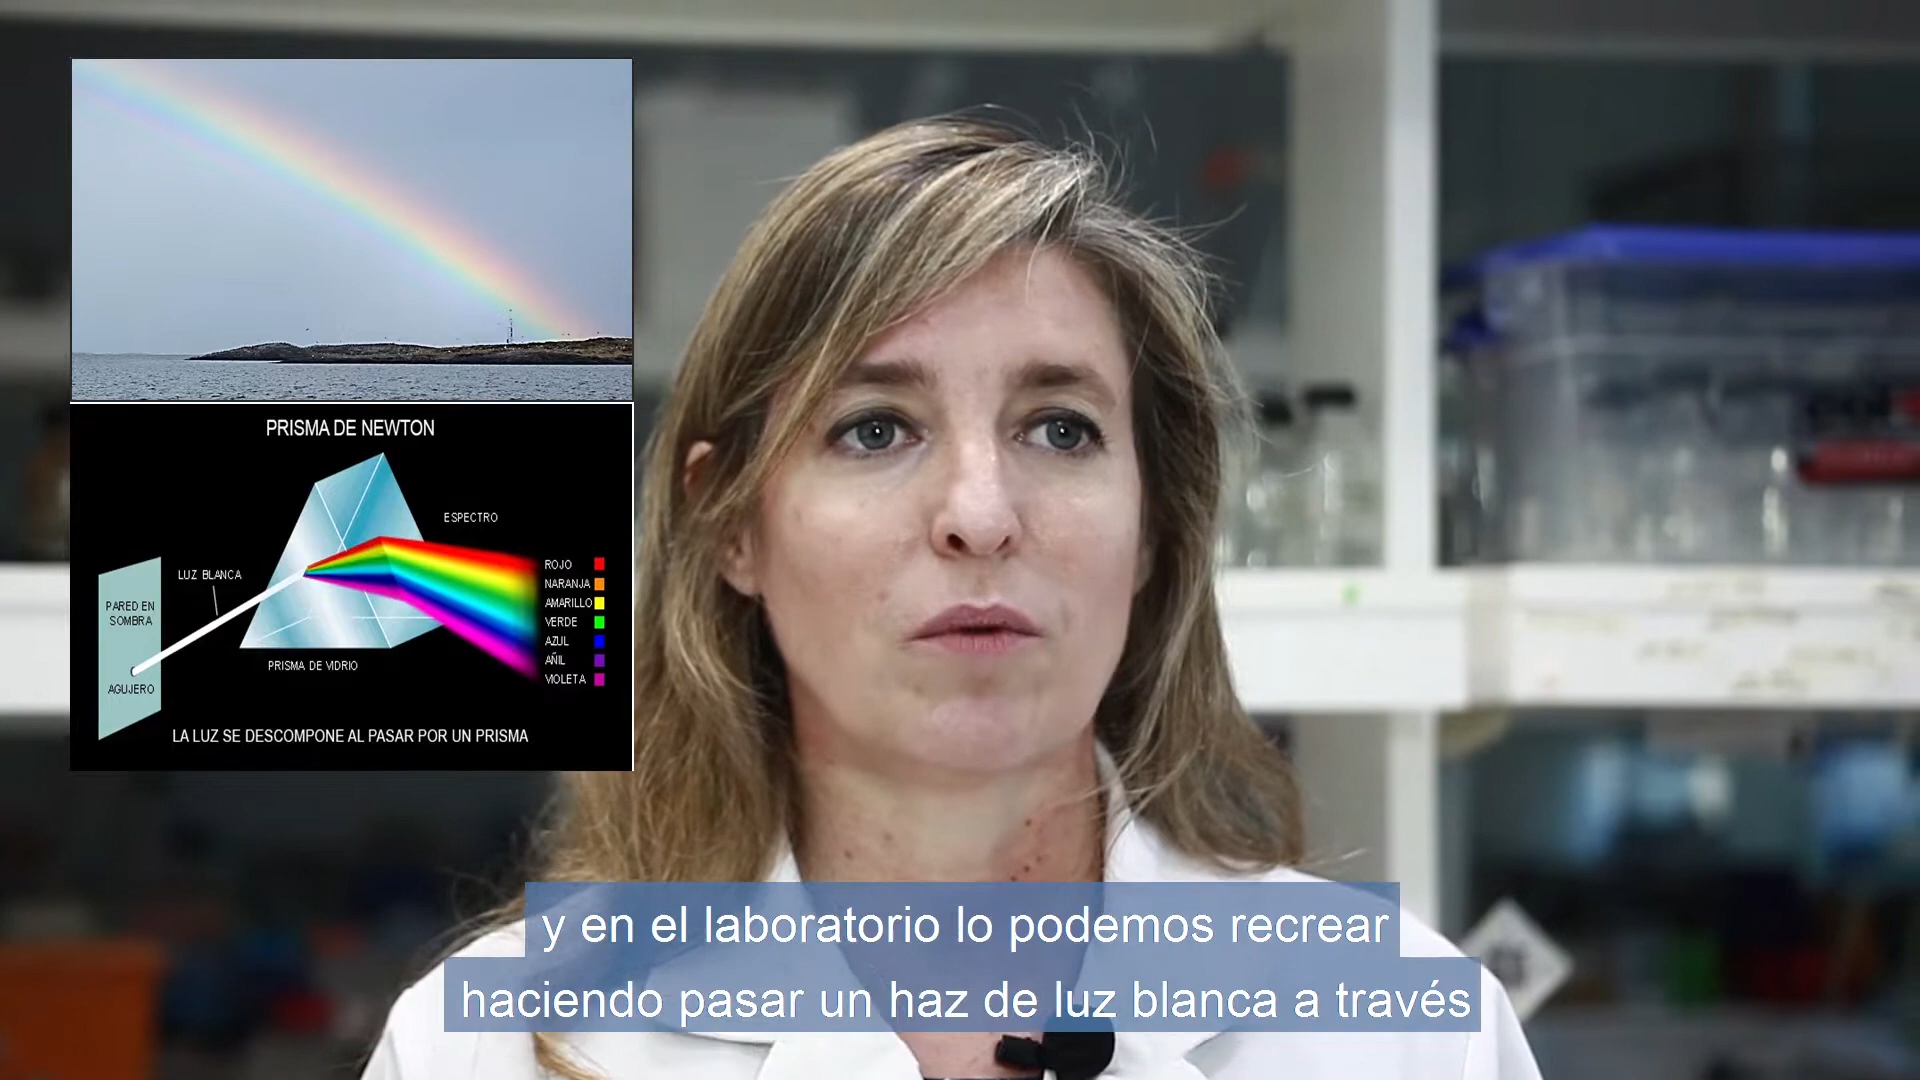 PRISMA DE NEWTON
ESPECTRO
LUZ BLANCA
PARED EN
SOMBRA
AGUJERO
PRISMA DE VIDRIO
ROJO
NARANJA
AMARILLO
VERDE
AZUL
AÑIL
VIOLETA
LA LUZ SE DESCOMPONE AL PASAR POR UN PRISMA
y en el laboratorio lo podemos recrear
haciendo pasar un haz de luz blanca a través